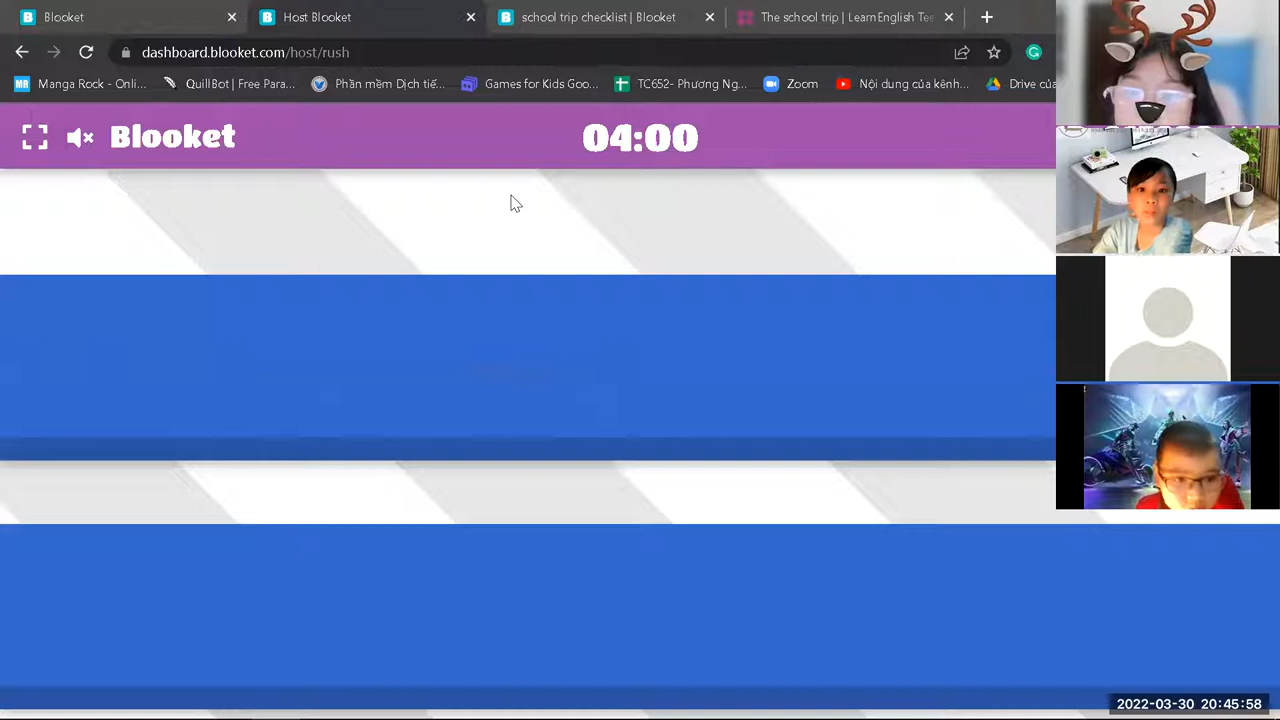 Blooket
Host Blooket
school trip checklist | Blooket
The school trip | LearnEnglish Tee
dashboard.blooket.com/host/rush
MR Manga Rock - Onli...
QuillBot | Free Para...
Phần mềm Dịch tiế...
Games for Kids Goo...
TC652- Phương Ng...
Zoom
Nội dung của kênh...
Drive của
Blooket
04:00
2022-03-30 20:45:58